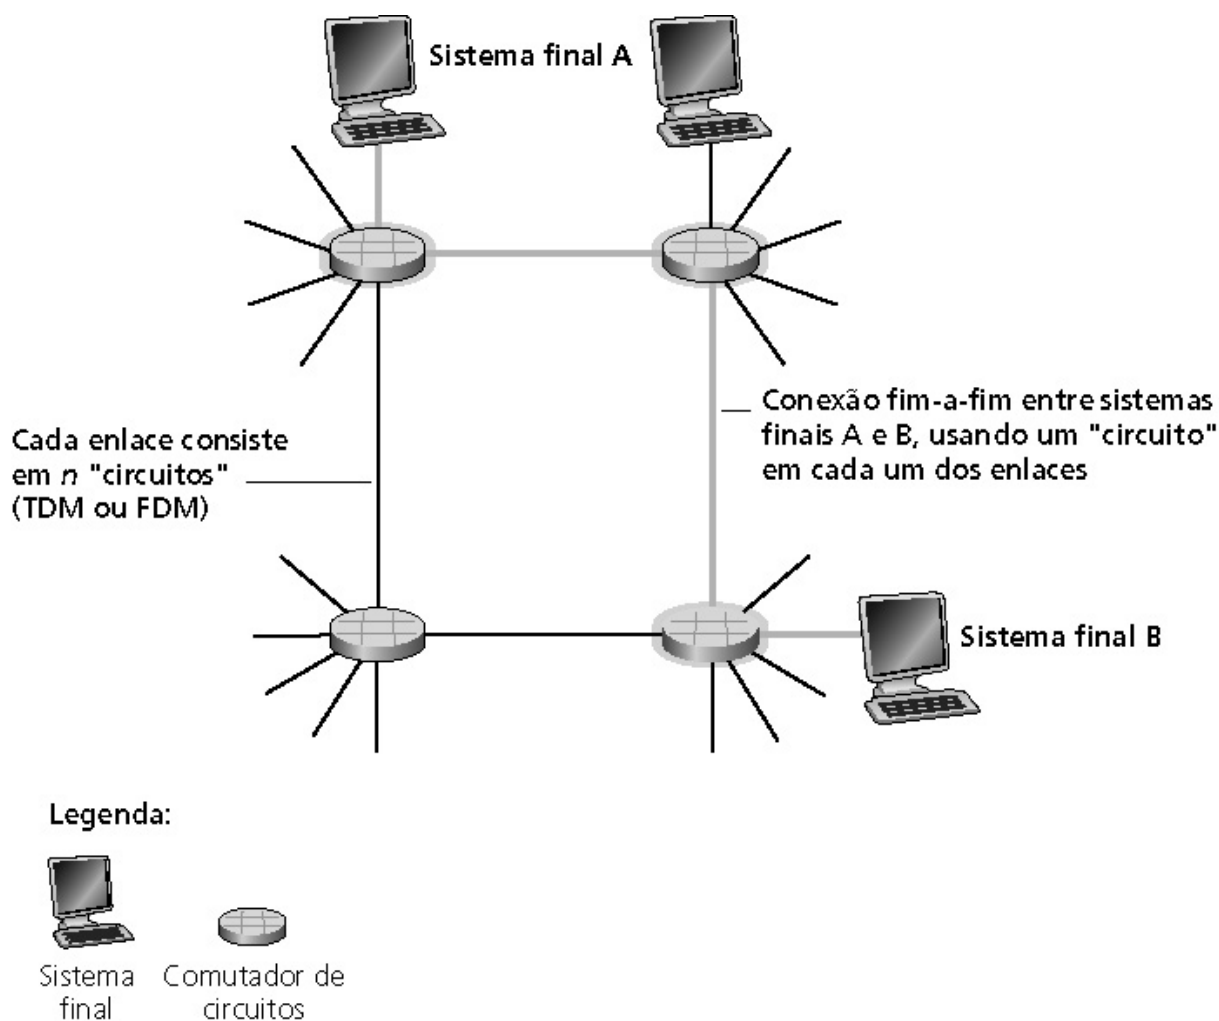 Sistema final A
Cada enlace consiste
em n "circuitos"
(TDM ou FDM)
Conexão fim-a-fim entre sistemas
finais A e B, usando um "circuito"
em cada um dos enlaces
Sistema final B
Legenda:
Sistema
final
Comutador de
circuitos